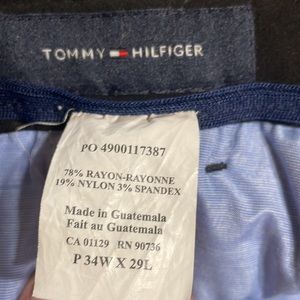 TOMMY HILFIGER
PO 4900117387
78% RAYON-RAYONNE
19% NYLON 3% SPANDEX
Made in Guatemala
Fait au Guatemala
CA 01129 RN 90736
P 34W X 29L